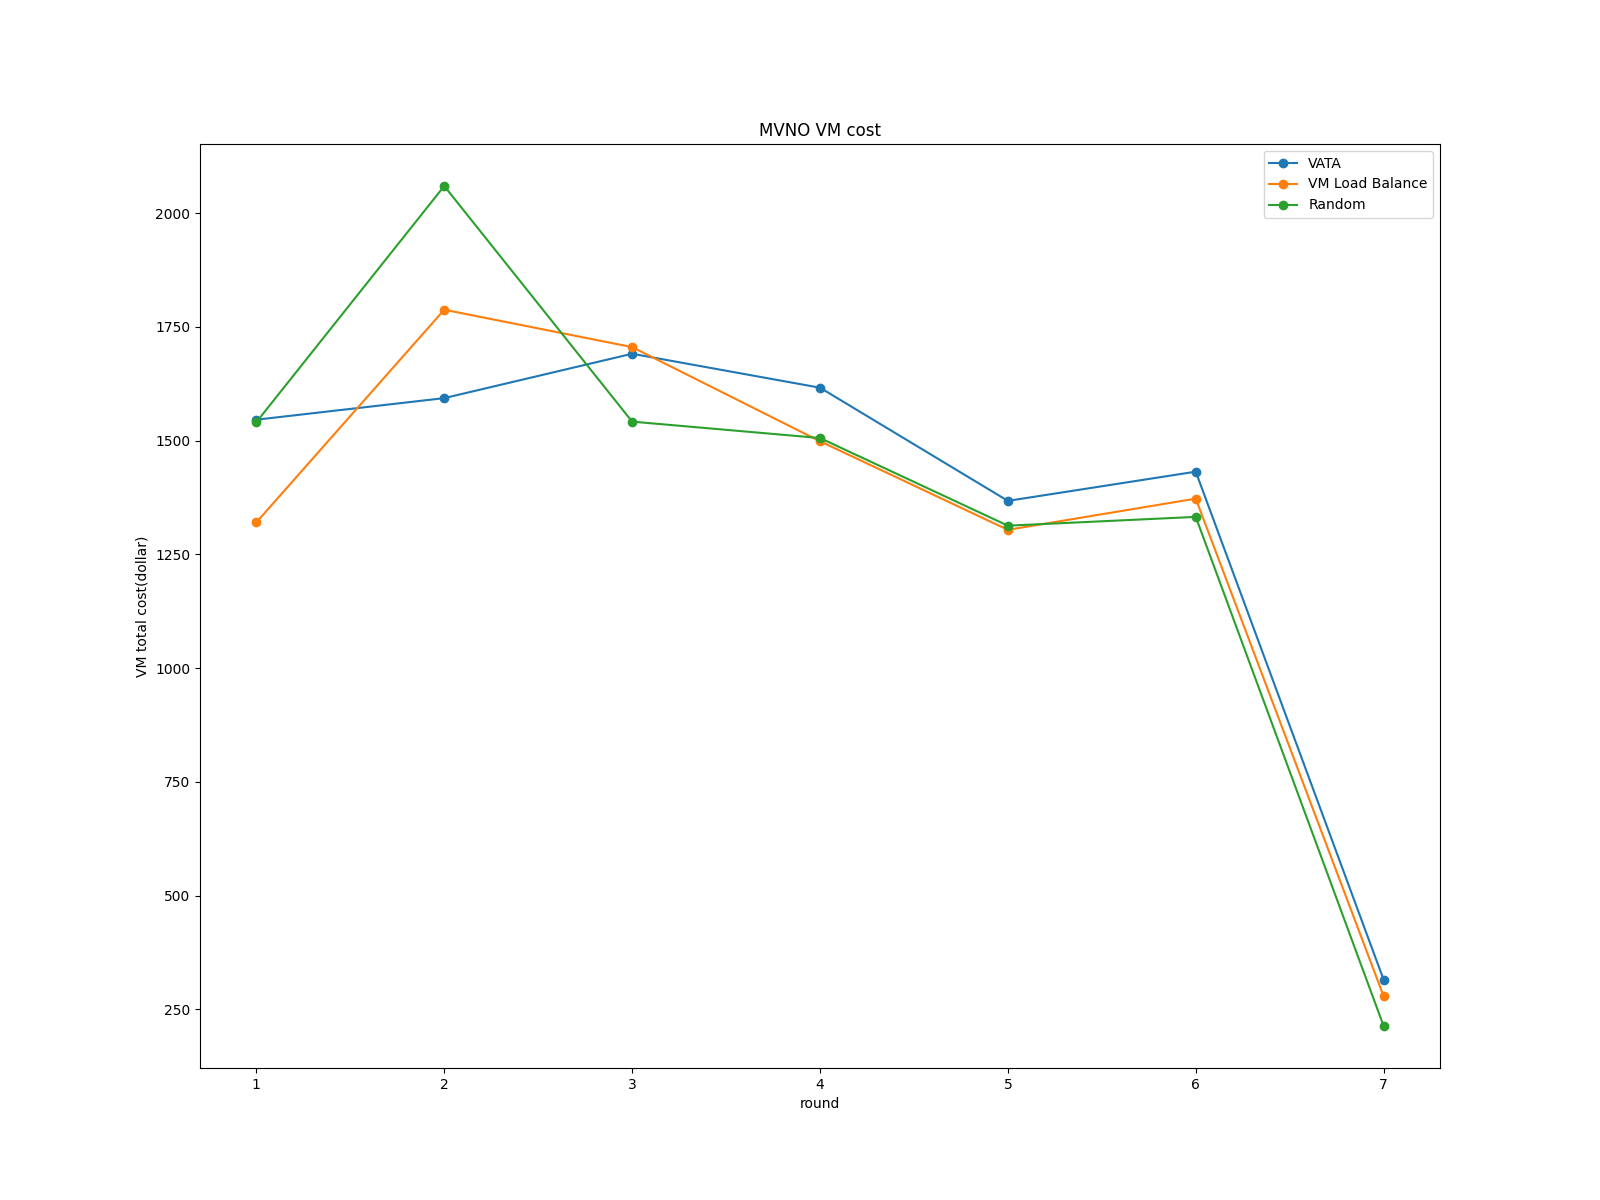 MVNO VM cost
VATA
VM Load Balance
Random
2000
1750
1500
1250
1000
750
500
250
VM total cost(dollar)
1 2 3 4 5 6 7
round